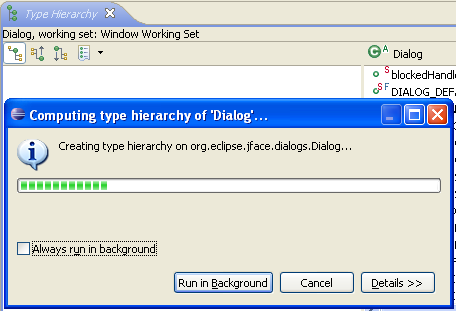 Type Hierarchy
Dialog, working set: Window Working Set
Dialog
blockedHandle
DIALOG_DEFA
Computing type hierarchy of 'Dialog'...
Creating type hierarchy on org.eclipse.jface.dialogs.Dialog...
Always run in background
Run in Background Cancel Details >>